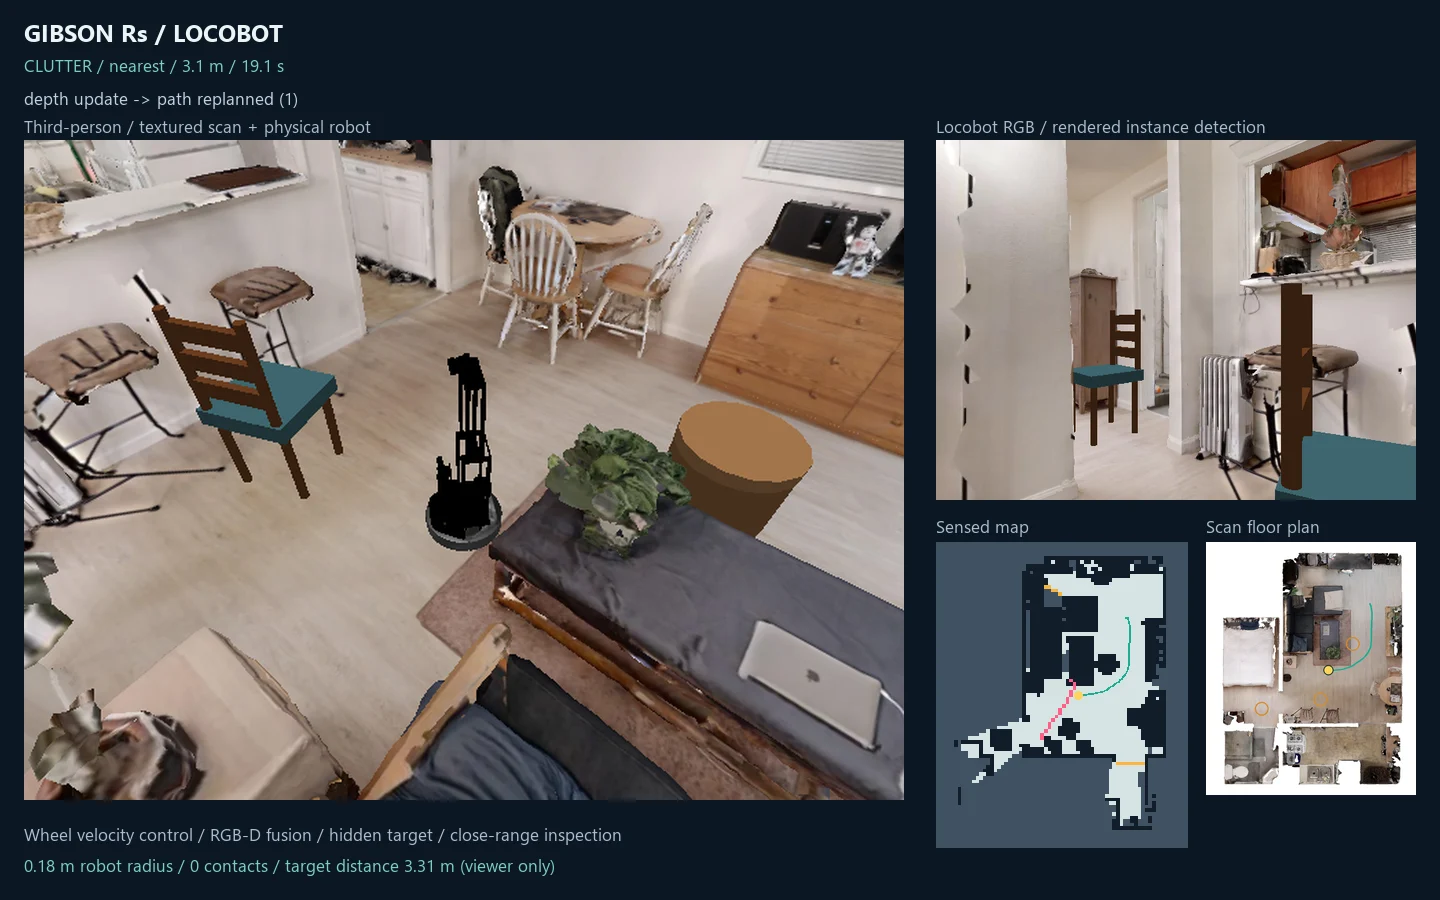 GIBSON Rs / LOCOBOT
CLUTTER / nearest / 3.1 m / 19.1 s
depth update -> path replanned (1)
Third-person / textured scan + physical robot
Locobot RGB / rendered instance detection
Sensed map
Scan floor plan
Wheel velocity control / RGB-D fusion / hidden target / close-range inspection
0.18 m robot radius / 0 contacts / target distance 3.31 m (viewer only)